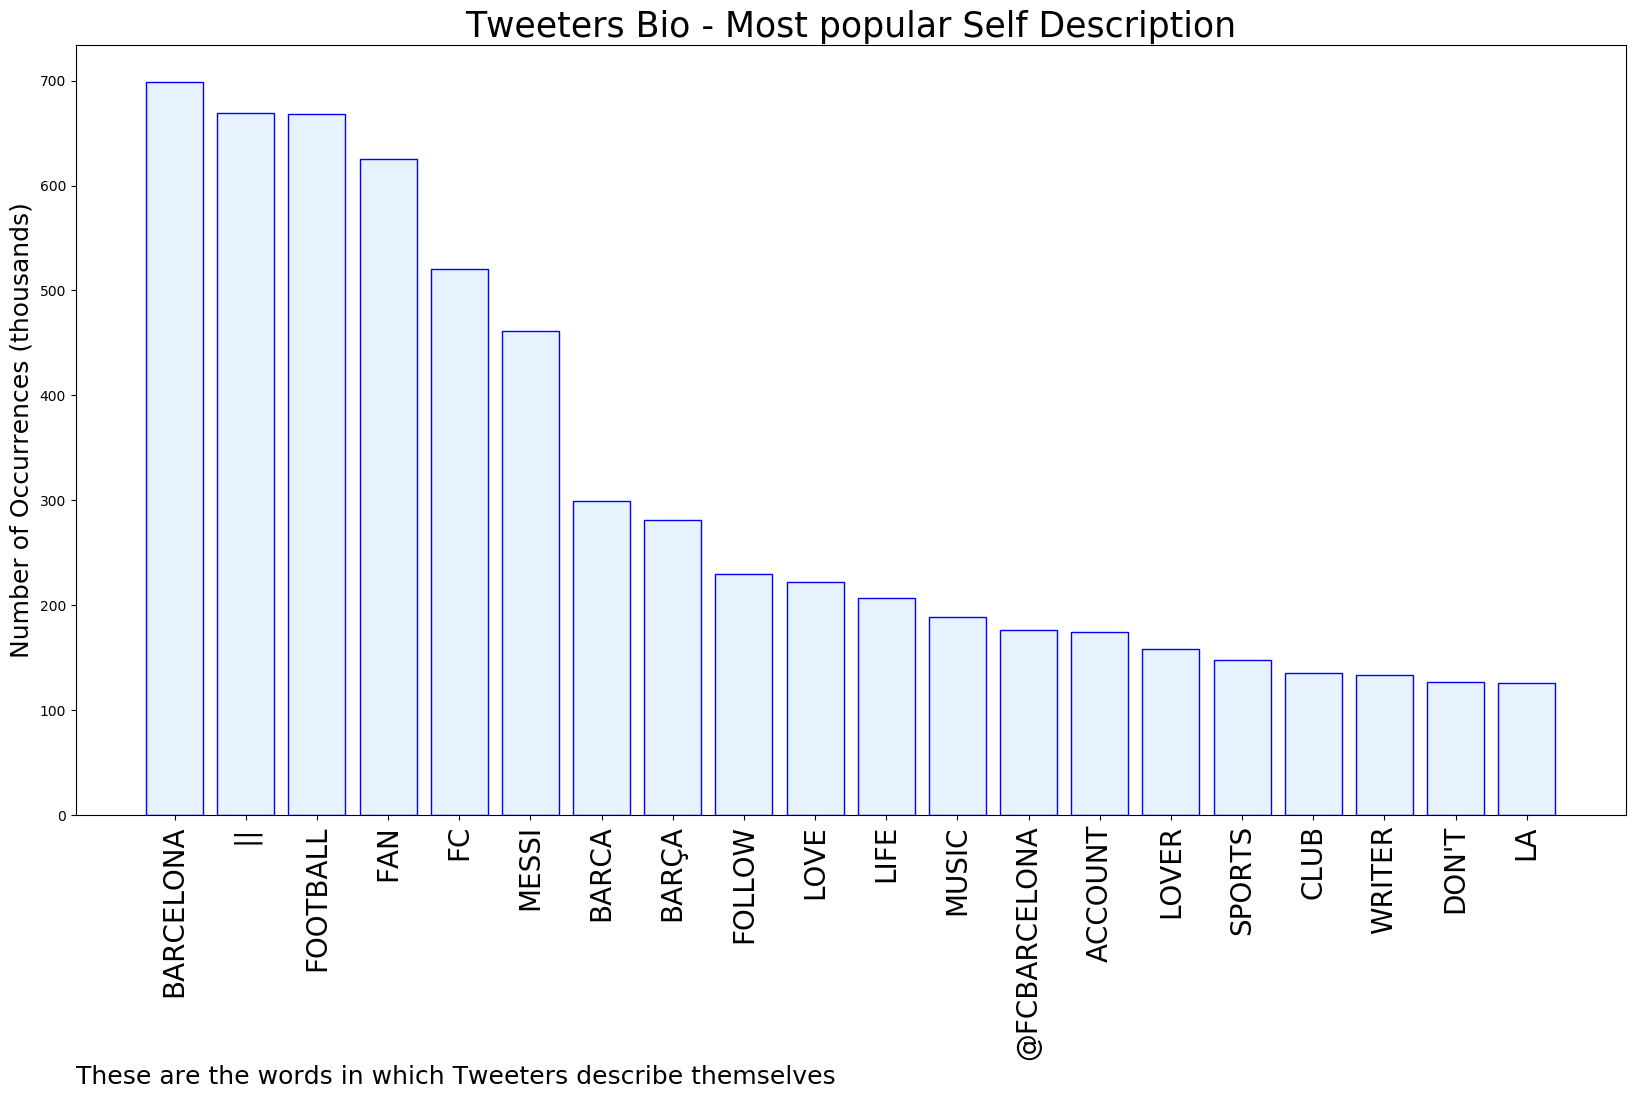 Tweeters Bio - Most popular Self Description
Number of Occurrences (thousands)
700
600
500
400
300
200
100
0
BARCELONA
||
FOOTBALL
FAN
FC
MESSI
BARCA
BARÇA
FOLLOW
LOVE
LIFE
MUSIC
@FCBARCELONA
ACCOUNT
LOVER
SPORTS
CLUB
WRITER
DON'T
LA
These are the words in which Tweeters describe themselves